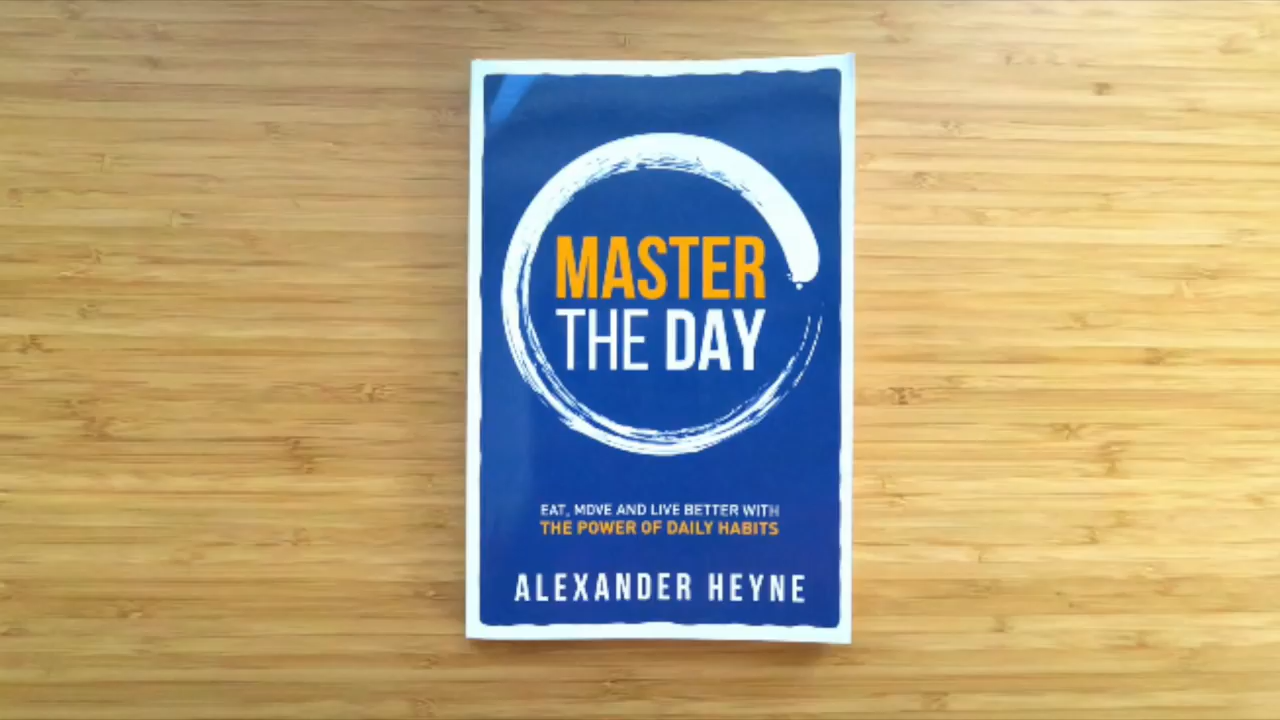 MASTER
THE DAY
EAT, MOVE AND LIVE BETTER WITH
THE POWER OF DAILY HABITS
ALEXANDER HEYNE